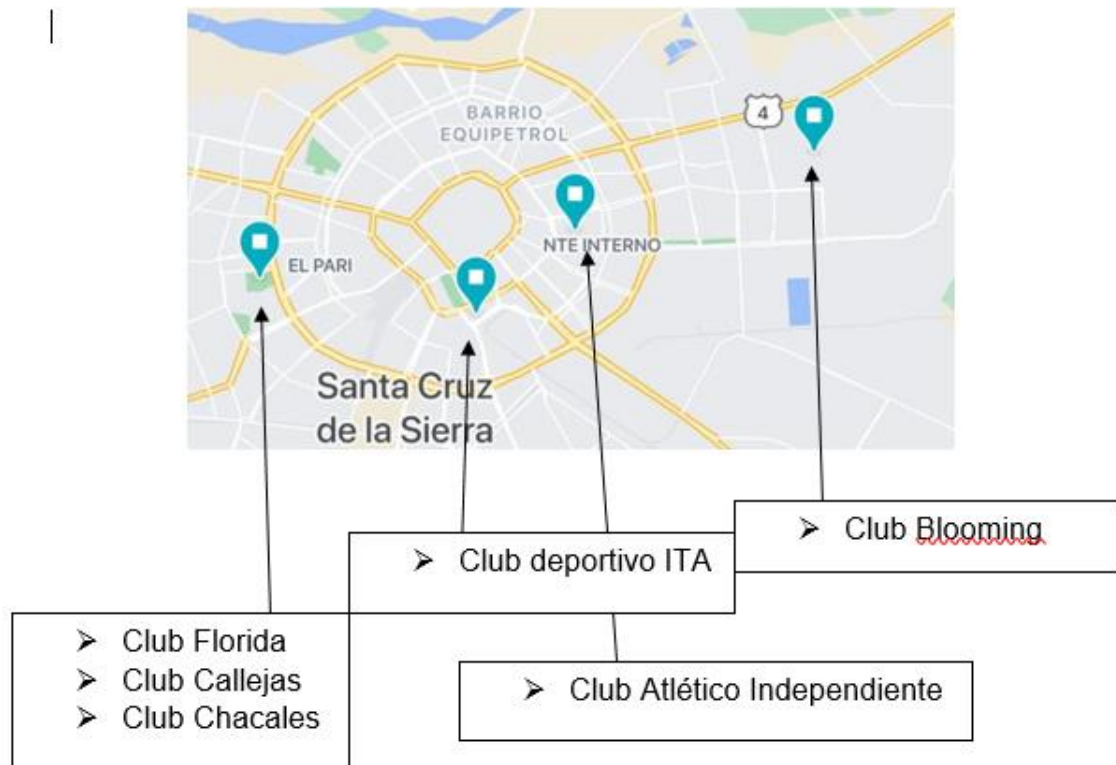 BARRIO
EQUIPETROL
4
NTE INTERNO
EL PARI
Santa Cruz
de la Sierra
➢ Club Blooming
➢ Club deportivo ITA
➢ Club Florida
➢ Club Callejas
➢ Club Chacales
➢ Club Atlético Independiente